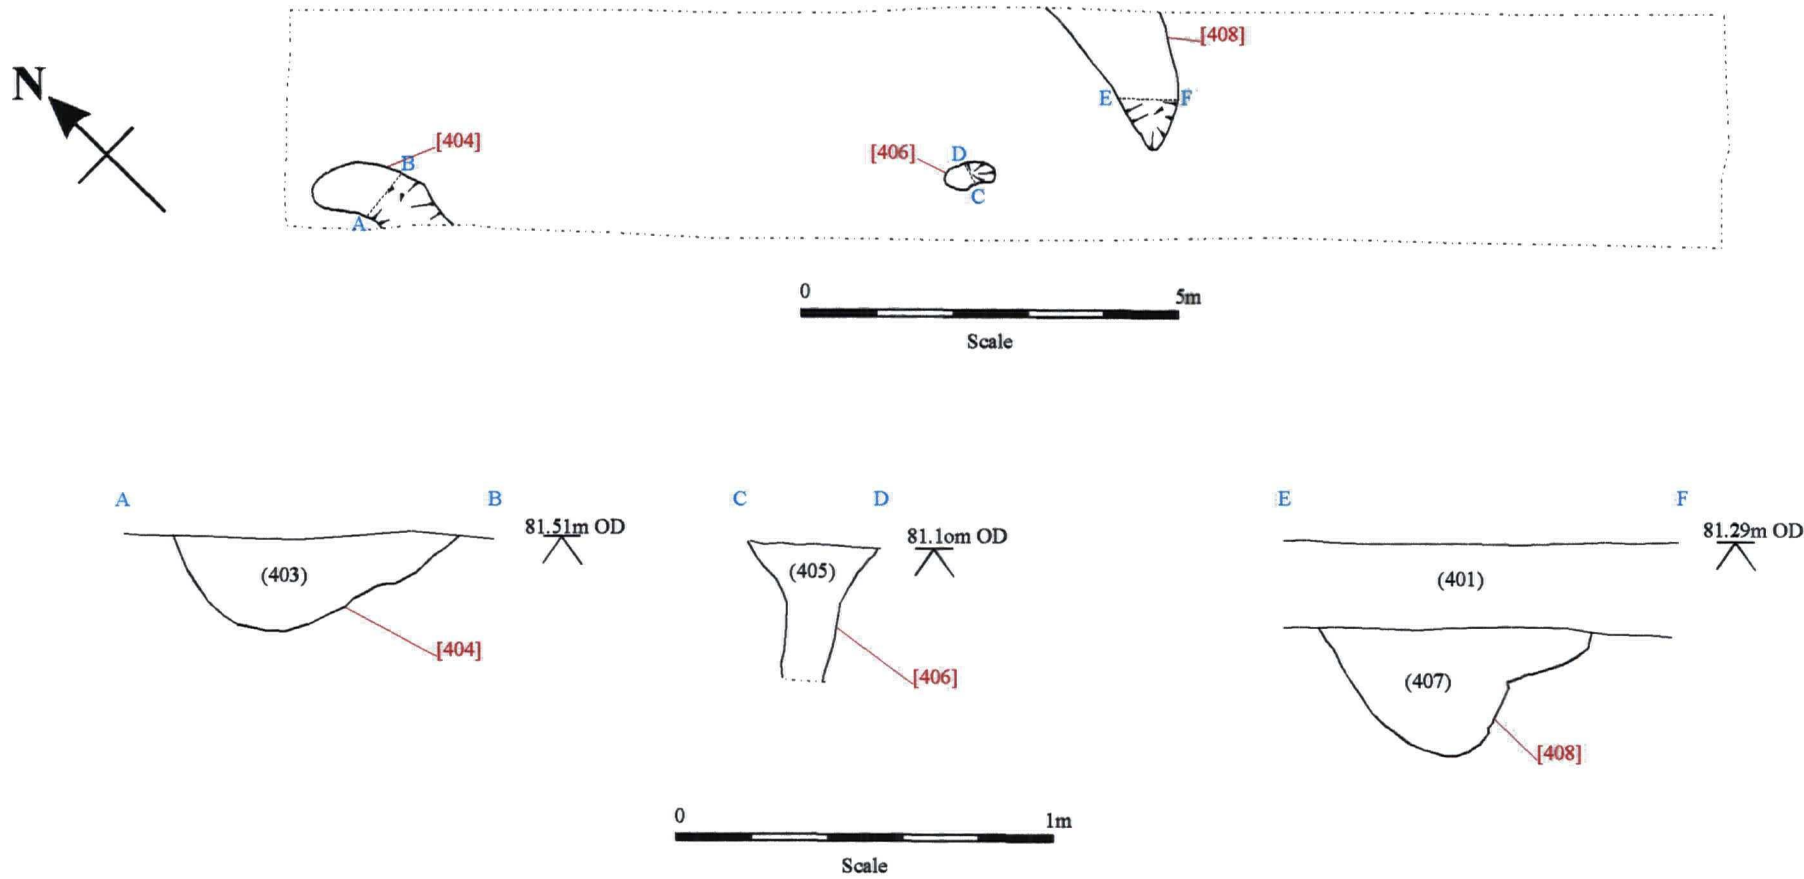 [408]
N
E F
[404]
B
[406] D
C
A
0 5m
Scale
A B C D E F
81.51m OD 81.1om OD 81.29m OD
(403) (405) (401)
[404] [406] (407)
[408]
0 1m
Scale